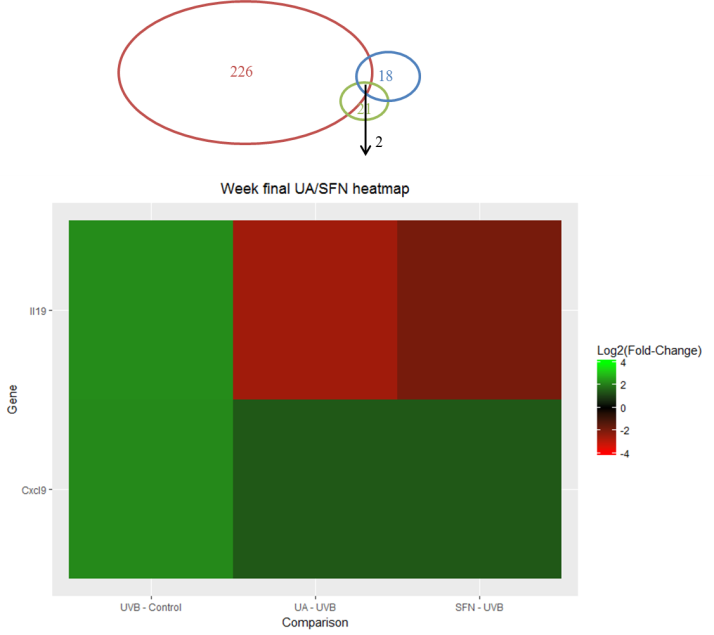 226
18
21
2
Week final UA/SFN heatmap
Gene
Il19
Cxcl9
UVB - Control
UA - UVB
SFN - UVB
Comparison
Log2(Fold-Change)
4
2
0
-2
-4